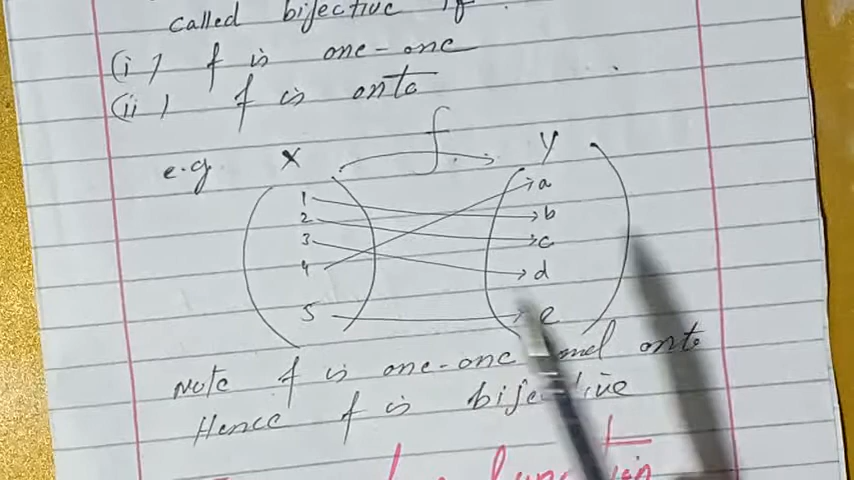 called bijective if
(i) f is one-one
(ii) f is onto
e.g x f y
1 a
2 b
3 c
4 d
5 e
Note f is one-one and onto
Hence f is bijective
function